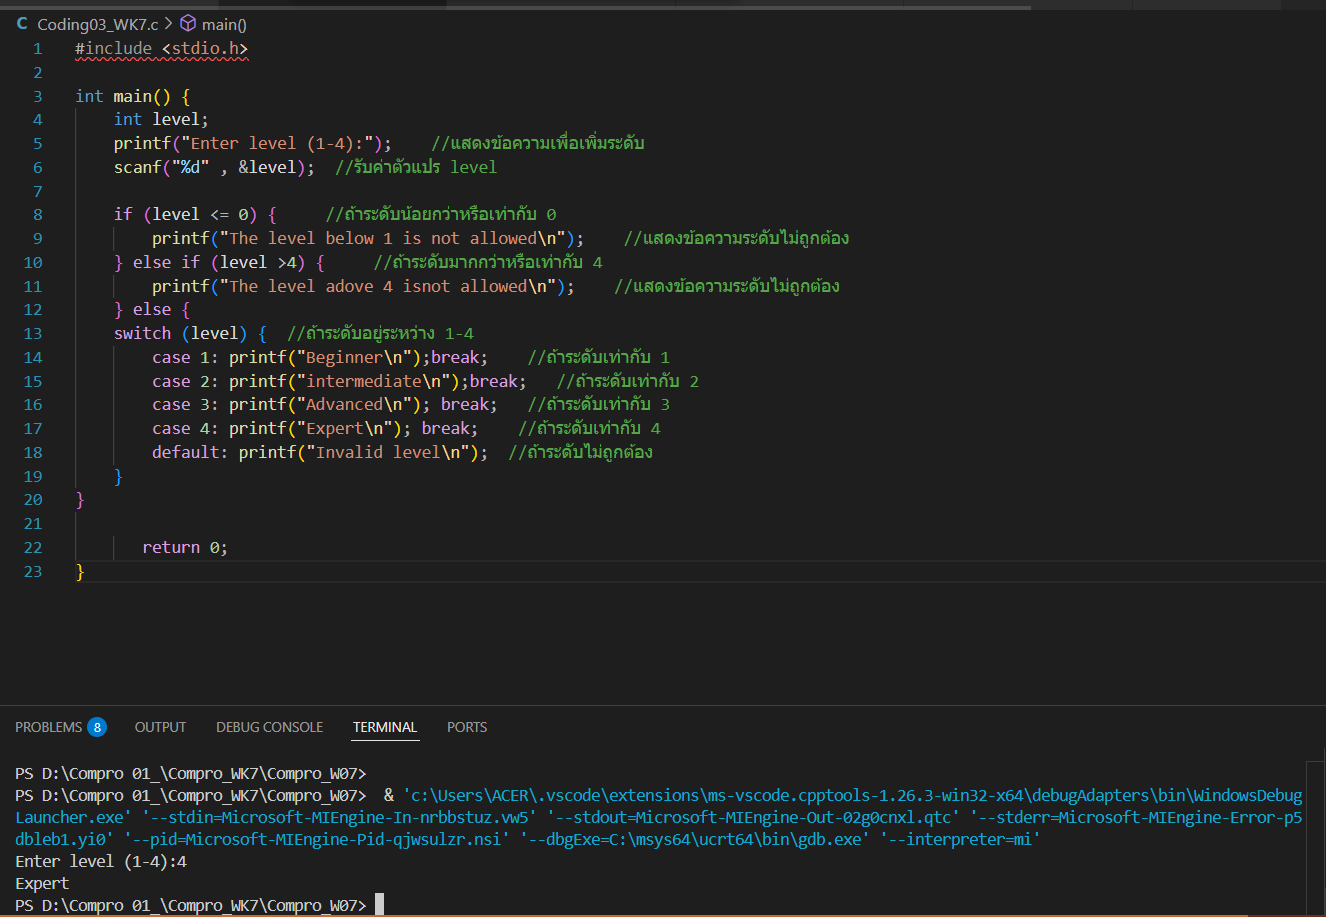 C Coding03_WK7.c > main()
1 #include <stdio.h>
2
3 int main() {
4 int level;
5 printf("Enter level (1-4):"); //แสดงข้อความเพื่อเพิ่มระดับ
6 scanf("%d" , &level); //รับค่าตัวแปร level
7
8 if (level <= 0) { //ถ้าระดับน้อยกว่าหรือเท่ากับ 0
9 printf("The level below 1 is not allowed\n"); //แสดงข้อความระดับไม่ถูกต้อง
10 } else if (level >4) { //ถ้าระดับมากกว่าหรือเท่ากับ 4
11 printf("The level adove 4 isnot allowed\n"); //แสดงข้อความระดับไม่ถูกต้อง
12 } else {
13 switch (level) { //ถ้าระดับอยู่ระหว่าง 1-4
14 case 1: printf("Beginner\n");break; //ถ้าระดับเท่ากับ 1
15 case 2: printf("intermediate\n");break; //ถ้าระดับเท่ากับ 2
16 case 3: printf("Advanced\n"); break; //ถ้าระดับเท่ากับ 3
17 case 4: printf("Expert\n"); break; //ถ้าระดับเท่ากับ 4
18 default: printf("Invalid level\n"); //ถ้าระดับไม่ถูกต้อง
19 }
20 }
21
22 return 0;
23 }
PROBLEMS 8 OUTPUT DEBUG CONSOLE TERMINAL PORTS
PS D:\Compro 01_\Compro_WK7\Compro_W07>
PS D:\Compro 01_\Compro_WK7\Compro_W07> & 'c:\Users\ACER\.vscode\extensions\ms-vscode.cpptools-1.26.3-win32-x64\debugAdapters\bin\WindowsDebug
Launcher.exe' '--stdin=Microsoft-MIEngine-In-nrbbstuz.vw5' '--stdout=Microsoft-MIEngine-Out-02g0cnxl.qtc' '--stderr=Microsoft-MIEngine-Error-p5
dbleb1.yi0' '--pid=Microsoft-MIEngine-Pid-qjwsulzr.nsi' '--dbgExe=C:\msys64\ucrt64\bin\gdb.exe' '--interpreter=mi'
Enter level (1-4):4
Expert
PS D:\Compro 01_\Compro_WK7\Compro_W07>